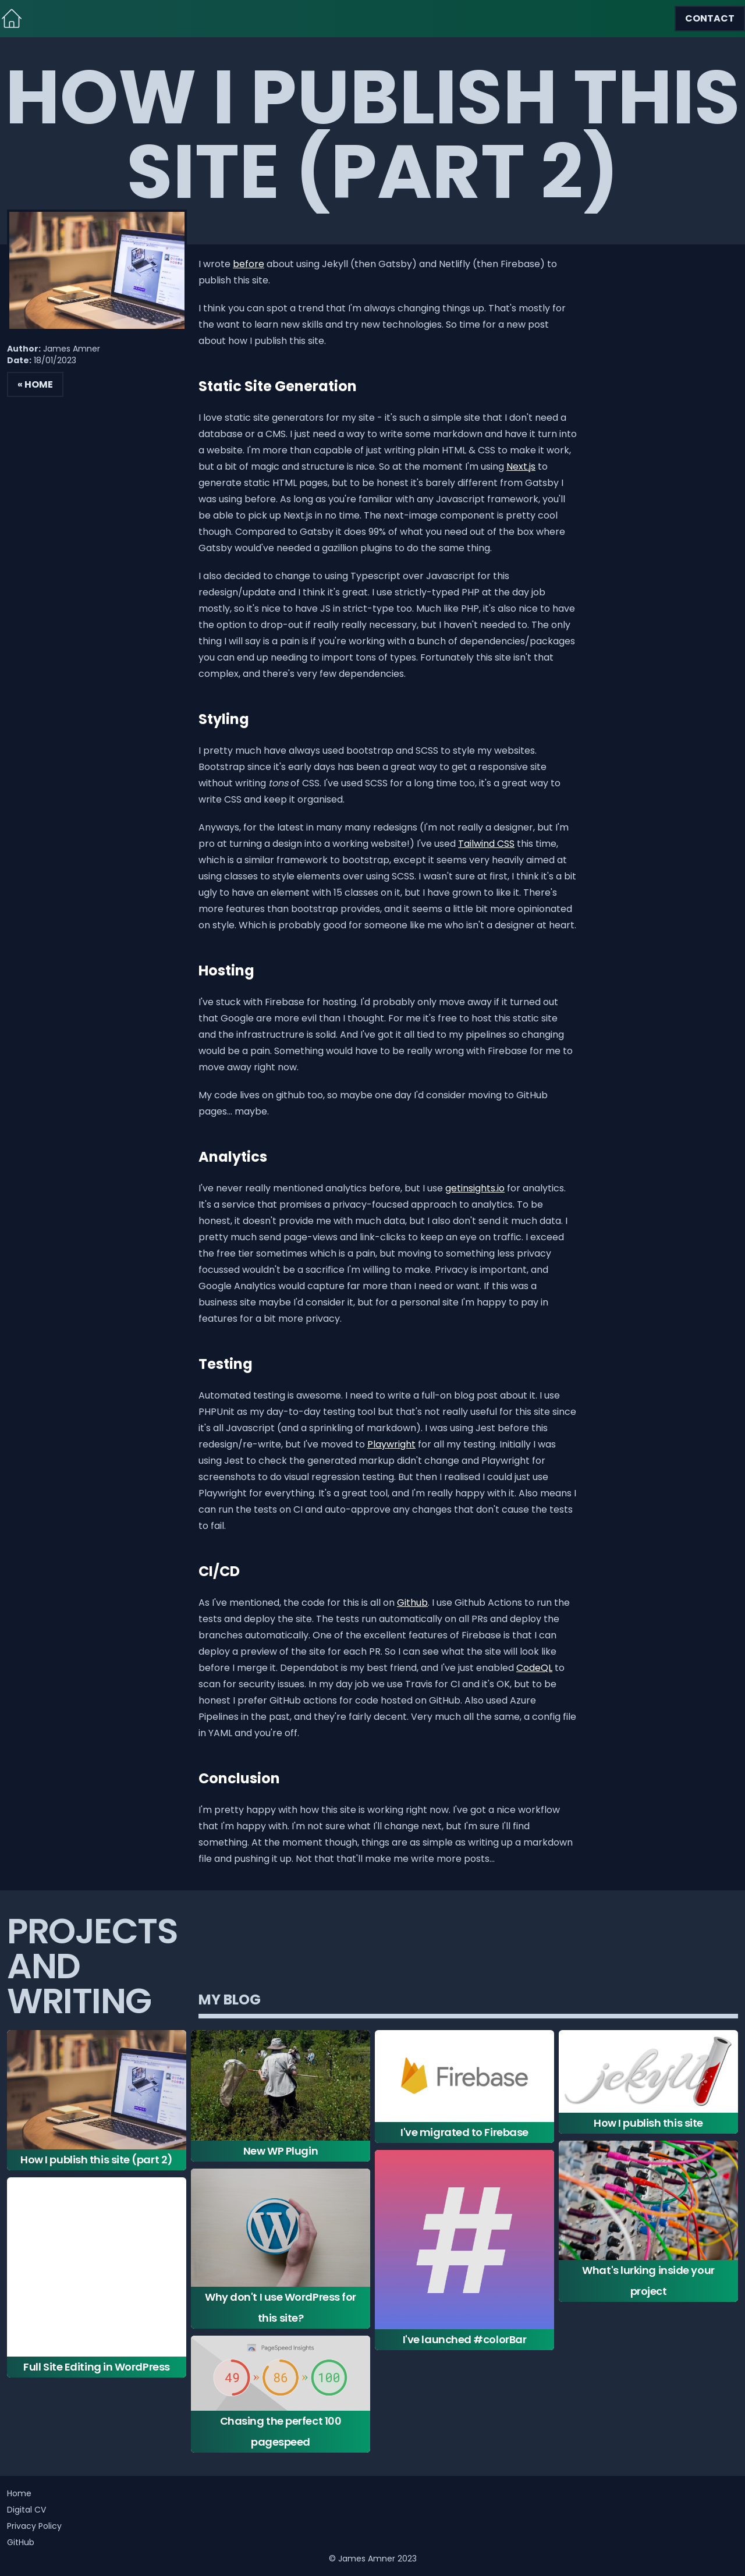 CONTACT
HOW I PUBLISH THIS
SITE (PART 2)
Author: James Amner
Date: 18/01/2023
« HOME
I wrote before about using Jekyll (then Gatsby) and Netlifly (then Firebase) to
publish this site.
I think you can spot a trend that I'm always changing things up. That's mostly for
the want to learn new skills and try new technologies. So time for a new post
about how I publish this site.
Static Site Generation
I love static site generators for my site - it's such a simple site that I don't need a
database or a CMS. I just need a way to write some markdown and have it turn into
a website. I'm more than capable of just writing plain HTML & CSS to make it work,
but a bit of magic and structure is nice. So at the moment I'm using Next.js to
generate static HTML pages, but to be honest it's barely different from Gatsby I
was using before. As long as you're familiar with any Javascript framework, you'll
be able to pick up Next.js in no time. The next-image component is pretty cool
though. Compared to Gatsby it does 99% of what you need out of the box where
Gatsby would've needed a gazillion plugins to do the same thing.
I also decided to change to using Typescript over Javascript for this
redesign/update and I think it's great. I use strictly-typed PHP at the day job
mostly, so it's nice to have JS in strict-type too. Much like PHP, it's also nice to have
the option to drop-out if really really necessary, but I haven't needed to. The only
thing I will say is a pain is if you're working with a bunch of dependencies/packages
you can end up needing to import tons of types. Fortunately this site isn't that
complex, and there's very few dependencies.
Styling
I pretty much have always used bootstrap and SCSS to style my websites.
Bootstrap since it's early days has been a great way to get a responsive site
without writing tons of CSS. I've used SCSS for a long time too, it's a great way to
write CSS and keep it organised.
Anyways, for the latest in many many redesigns (I'm not really a designer, but I'm
pro at turning a design into a working website!) I've used Tailwind CSS this time,
which is a similar framework to bootstrap, except it seems very heavily aimed at
using classes to style elements over using SCSS. I wasn't sure at first, I think it's a bit
ugly to have an element with 15 classes on it, but I have grown to like it. There's
more features than bootstrap provides, and it seems a little bit more opinionated
on style. Which is probably good for someone like me who isn't a designer at heart.
Hosting
I've stuck with Firebase for hosting. I'd probably only move away if it turned out
that Google are more evil than I thought. For me it's free to host this static site
and the infrastructrure is solid. And I've got it all tied to my pipelines so changing
would be a pain. Something would have to be really wrong with Firebase for me to
move away right now.
My code lives on github too, so maybe one day I'd consider moving to GitHub
pages... maybe.
Analytics
I've never really mentioned analytics before, but I use getinsights.io for analytics.
It's a service that promises a privacy-foucsed approach to analytics. To be
honest, it doesn't provide me with much data, but I also don't send it much data. I
pretty much send page-views and link-clicks to keep an eye on traffic. I exceed
the free tier sometimes which is a pain, but moving to something less privacy
focussed wouldn't be a sacrifice I'm willing to make. Privacy is important, and
Google Analytics would capture far more than I need or want. If this was a
business site maybe I'd consider it, but for a personal site I'm happy to pay in
features for a bit more privacy.
Testing
Automated testing is awesome. I need to write a full-on blog post about it. I use
PHPUnit as my day-to-day testing tool but that's not really useful for this site since
it's all Javascript (and a sprinkling of markdown). I was using Jest before this
redesign/re-write, but I've moved to Playwright for all my testing. Initially I was
using Jest to check the generated markup didn't change and Playwright for
screenshots to do visual regression testing. But then I realised I could just use
Playwright for everything. It's a great tool, and I'm really happy with it. Also means I
can run the tests on CI and auto-approve any changes that don't cause the tests
to fail.
CI/CD
As I've mentioned, the code for this is all on Github. I use Github Actions to run the
tests and deploy the site. The tests run automatically on all PRs and deploy the
branches automatically. One of the excellent features of Firebase is that I can
deploy a preview of the site for each PR. So I can see what the site will look like
before I merge it. Dependabot is my best friend, and I've just enabled CodeQL to
scan for security issues. In my day job we use Travis for CI and it's OK, but to be
honest I prefer GitHub actions for code hosted on GitHub. Also used Azure
Pipelines in the past, and they're fairly decent. Very much all the same, a config file
in YAML and you're off.
Conclusion
I'm pretty happy with how this site is working right now. I've got a nice workflow
that I'm happy with. I'm not sure what I'll change next, but I'm sure I'll find
something. At the moment though, things are as simple as writing up a markdown
file and pushing it up. Not that that'll make me write more posts...
PROJECTS
AND
WRITING
MY BLOG
How I publish this site (part 2)
Full Site Editing in WordPress
New WP Plugin
Why don't I use WordPress for
this site?
PageSpeed Insights
49 » 86 » 100
Chasing the perfect 100
pagespeed
Firebase
I've migrated to Firebase
#
I've launched #colorBar
jekyll
How I publish this site
What's lurking inside your
project
Home
Digital CV
Privacy Policy
GitHub
© James Amner 2023